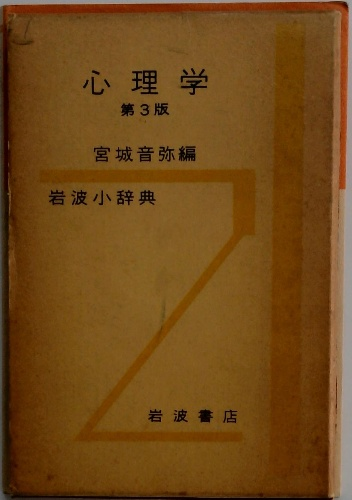 心理学
第3版
宮城音弥編
岩波小辞典
岩波書店